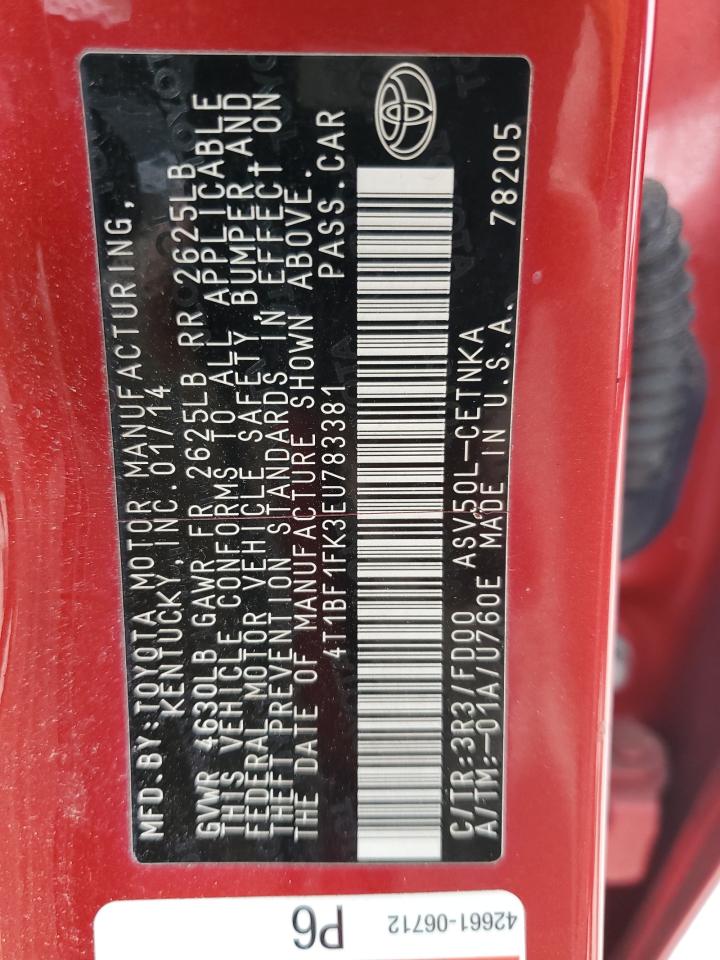 MFD.BY:TOYOTA MOTOR MANUFACTURING,
KENTUCKY,INC.01/14
GVWR 4630LB GAWR FR 2625LB RR 2625LB
THIS VEHICLE CONFORMS TO ALL APPLICABLE
FEDERAL MOTOR VEHICLE SAFETY,BUMPER,AND
THEFT PREVENTION STANDARDS IN EFFECT ON
THE DATE OF MANUFACTURE SHOWN ABOVE.
4T1BF1FK3EU783381 PASS.CAR
C/TR:3R3/FD00 ASV50L-CETNKA
A/TM:-01A/U760E MADE IN U.S.A. 78205
P6
42661-06712